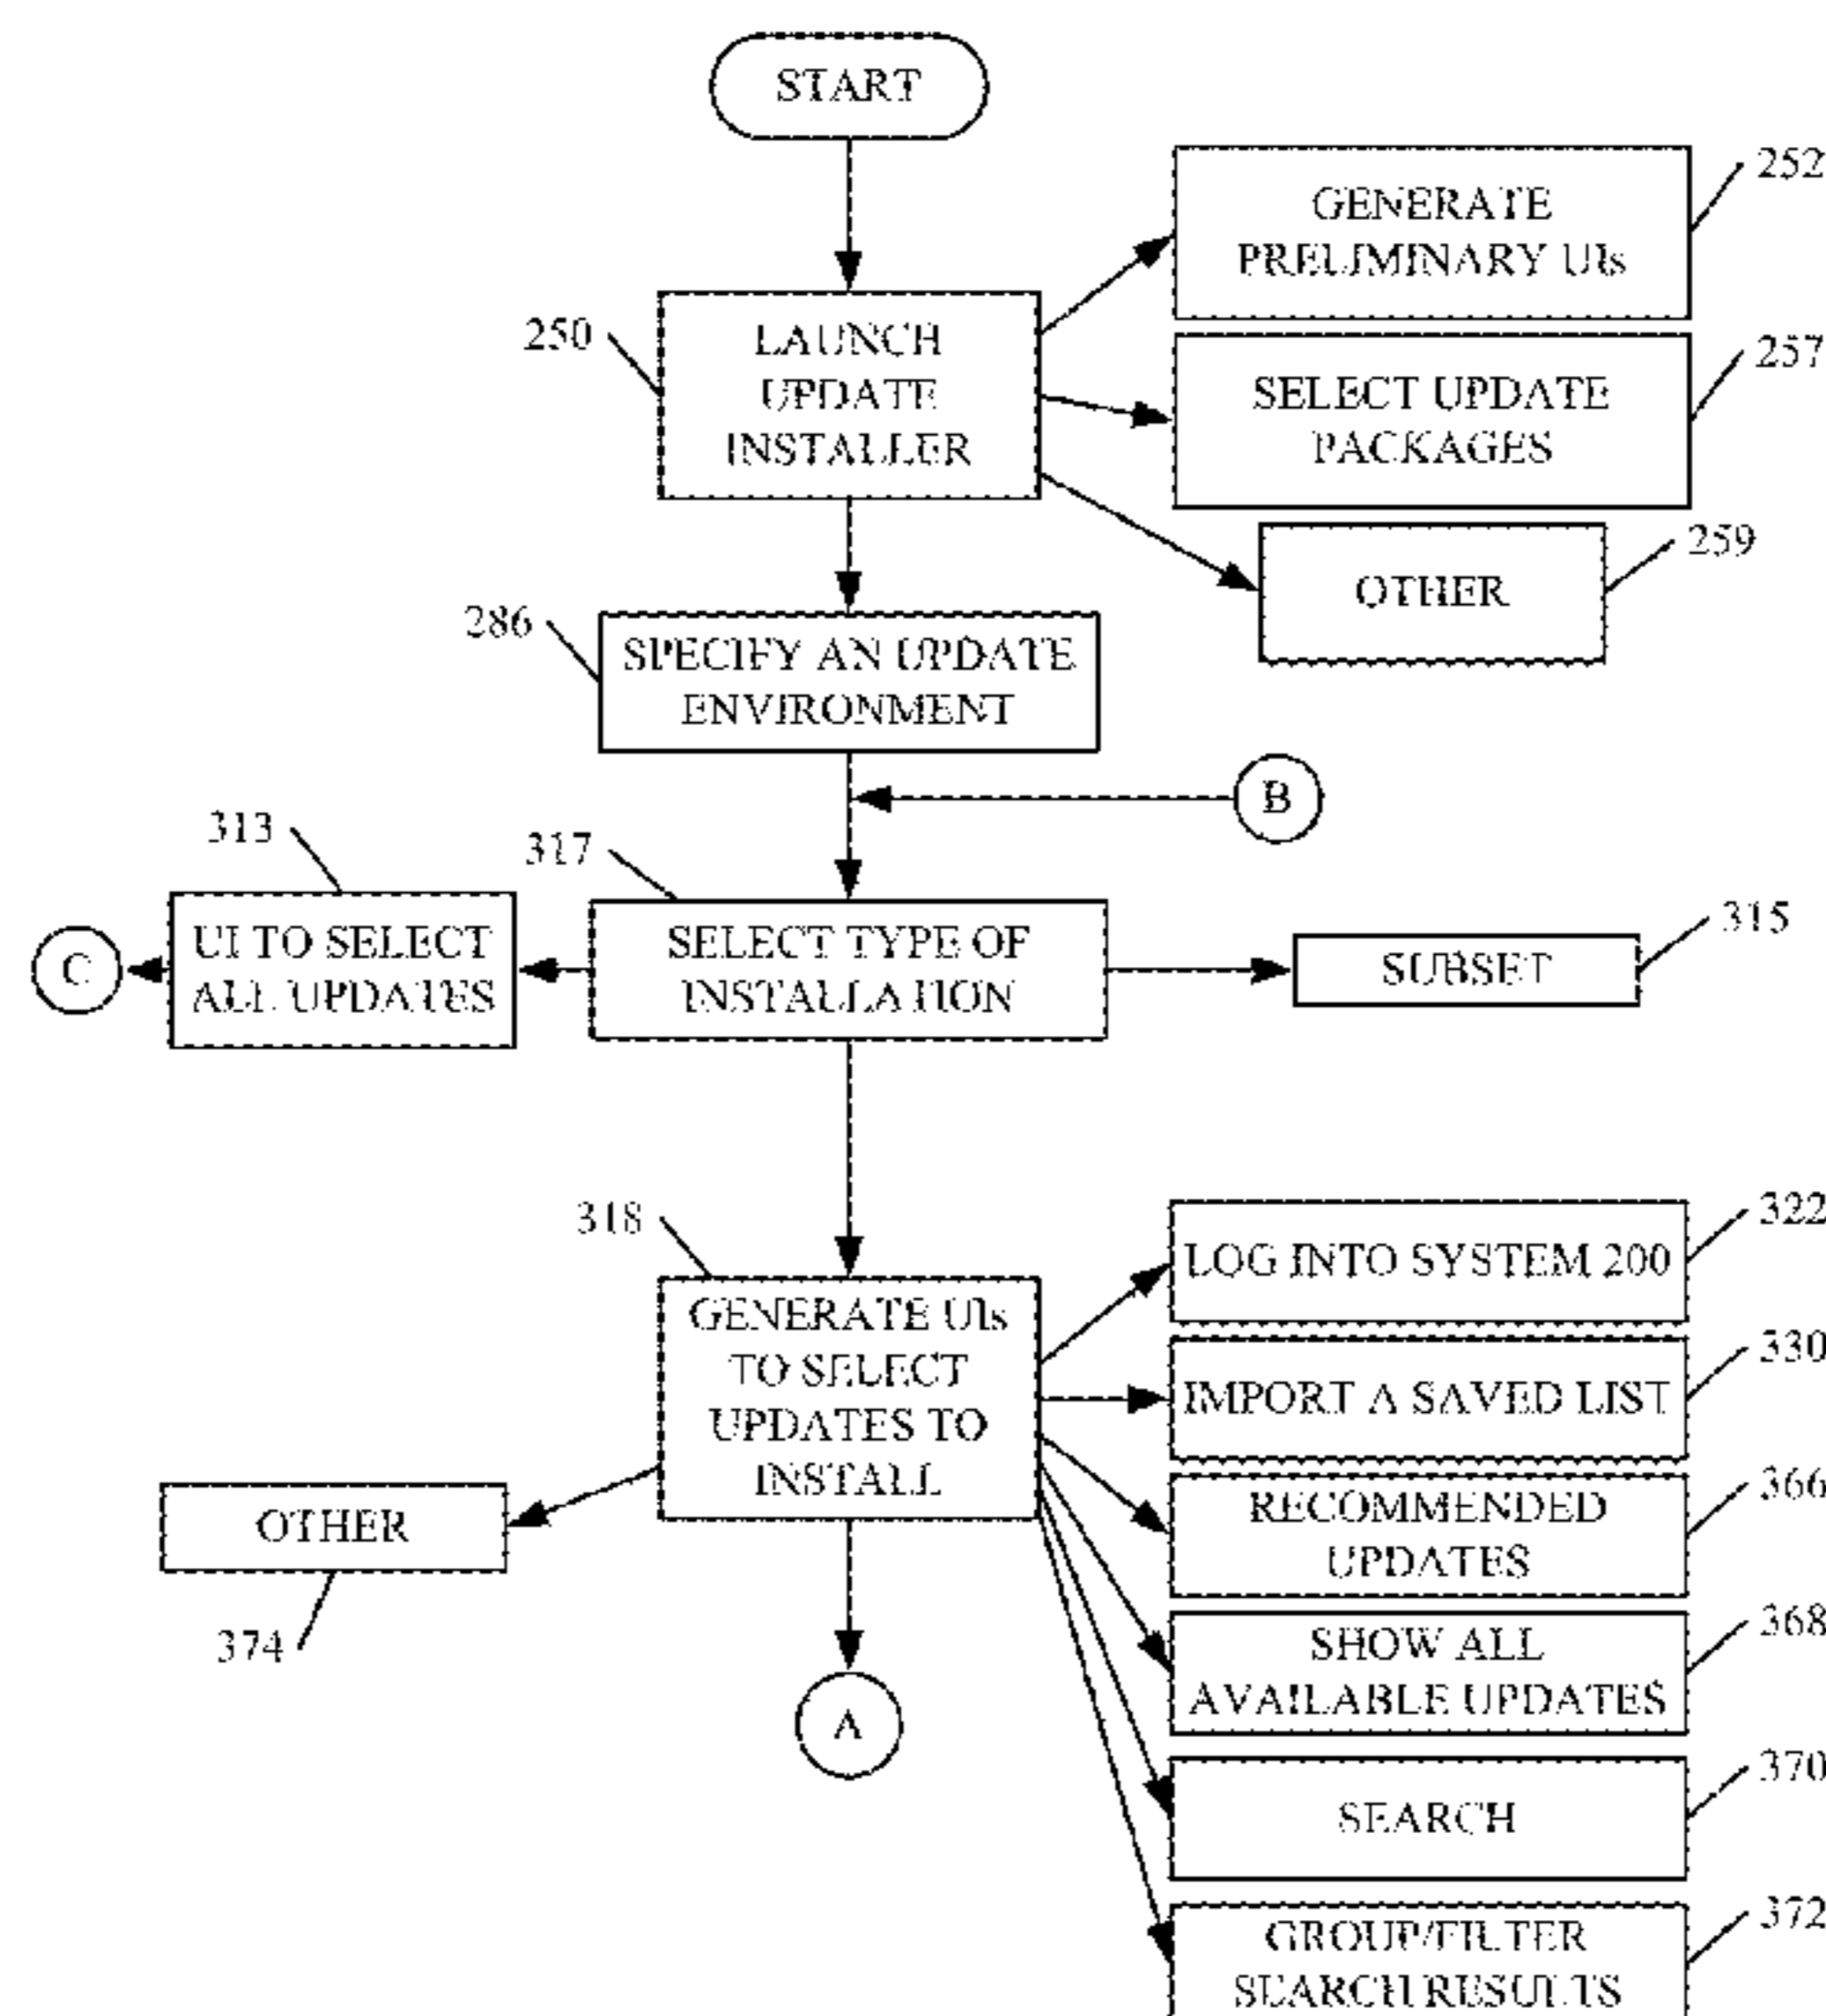 START
252
GENERATE
PRELIMINARY UIs
250
LAUNCH
UPDATE
INSTALLER
257
SELECT UPDATE
PACKAGES
259
OTHER
286
SPECIFY AN UPDATE
ENVIRONMENT
B
313
317
C
UI TO SELECT
ALL UPDATES
SELECT TYPE OF
INSTALLATION
315
SUBSET
318
GENERATE UIs
TO SELECT
UPDATES TO
INSTALL
322
LOG INTO SYSTEM 200
330
IMPORT A SAVED LIST
366
RECOMMENDED
UPDATES
OTHER
374
368
SHOW ALL
AVAILABLE UPDATES
A
370
SEARCH
372
GROUP/FILTER
SEARCH RESULTS